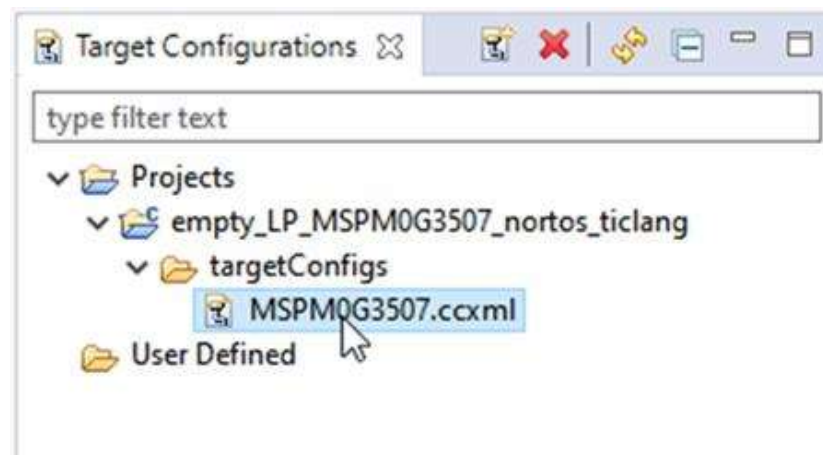 Target Configurations
type filter text
Projects
empty_LP_MSPM0G3507_nortos_ticlang
targetConfigs
MSPM0G3507.ccxml
User Defined